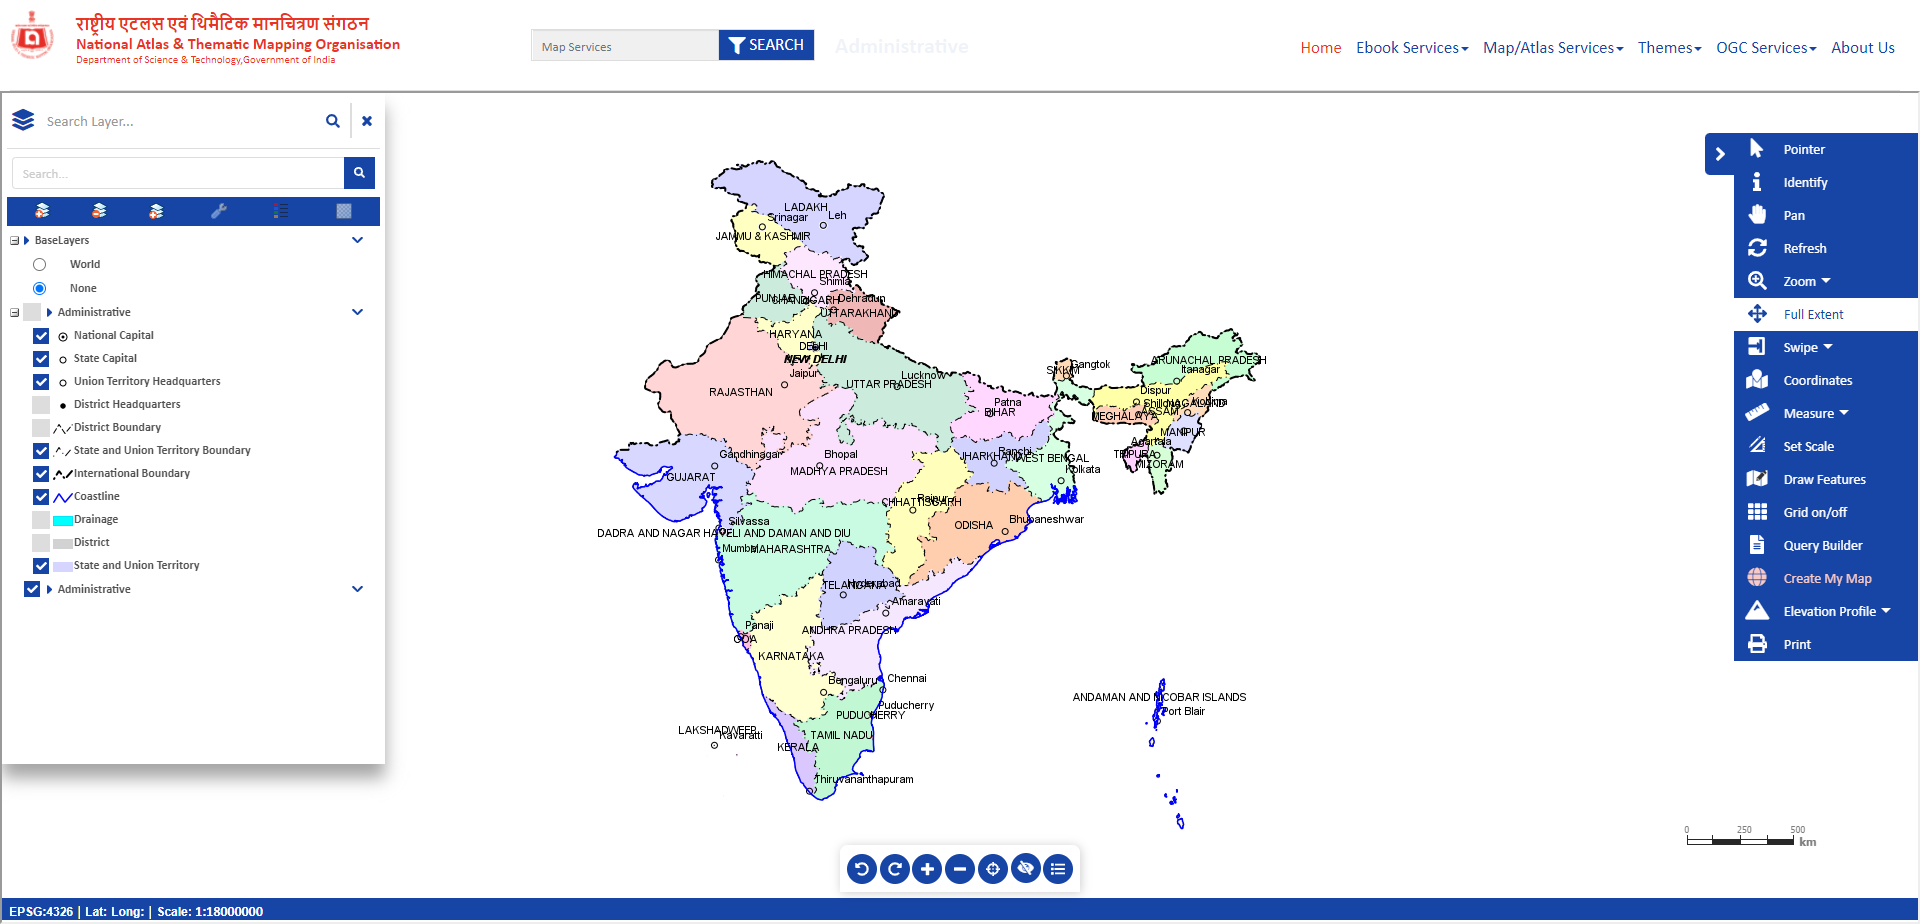 राष्ट्रीय एटलस एवं थिमैटिक मानचित्रण संगठन
National Atlas & Thematic Mapping Organisation
Department of Science & Technology,Government of India
Map Services
SEARCH
Administrative
Home
Ebook Services
Map/Atlas Services
Themes
OGC Services
About Us
Search Layer...
Search...
BaseLayers
World
None
Administrative
National Capital
State Capital
Union Territory Headquarters
District Headquarters
District Boundary
State and Union Territory Boundary
International Boundary
Coastline
Drainage
District
State and Union Territory
Administrative
LADAKH
Srinagar
Leh
JAMMU & KASHMIR
HIMACHAL PRADESH
Shimla
PUNJAB
CHANDIGARH
Dehradun
UTTARAKHAND
HARYANA
DELHI
NEW DELHI
Jaipur
Lucknow
RAJASTHAN
UTTAR PRADESH
Gangtok
SIKKIM
ARUNACHAL PRADESH
Itanagar
Dispur
Shillong
NAGALAND
Kohima
ASSAM
MEGHALAYA
MANIPUR
Agartala
TRIPURA
MIZORAM
Patna
BIHAR
Gandhinagar
Bhopal
Ranchi
JHARKHAND
WEST BENGAL
Kolkata
GUJARAT
MADHYA PRADESH
Raipur
CHHATTISGARH
Silvassa
ODISHA
Bhubaneshwar
DADRA AND NAGAR HAVELI AND DAMAN AND DIU
Mumbai
MAHARASHTRA
Hyderabad
TELANGANA
Amaravati
Panaji
GOA
ANDHRA PRADESH
KARNATAKA
Bengaluru
Chennai
Puducherry
PUDUCHERRY
LAKSHADWEEP
Kavaratti
TAMIL NADU
KERALA
Thiruvananthapuram
ANDAMAN AND NICOBAR ISLANDS
Port Blair
Pointer
Identify
Pan
Refresh
Zoom
Full Extent
Swipe
Coordinates
Measure
Set Scale
Draw Features
Grid on/off
Query Builder
Create My Map
Elevation Profile
Print
0 250 500
km
EPSG:4326 | Lat: Long: | Scale: 1:18000000